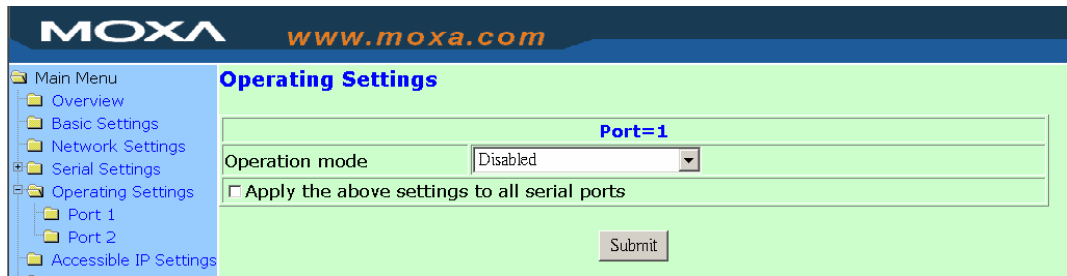 MOXA www.moxa.com
Main Menu
Overview
Basic Settings
Network Settings
Serial Settings
Operating Settings
Port 1
Port 2
Accessible IP Settings
Operating Settings
Port=1
Operation mode Disabled
Apply the above settings to all serial ports
Submit